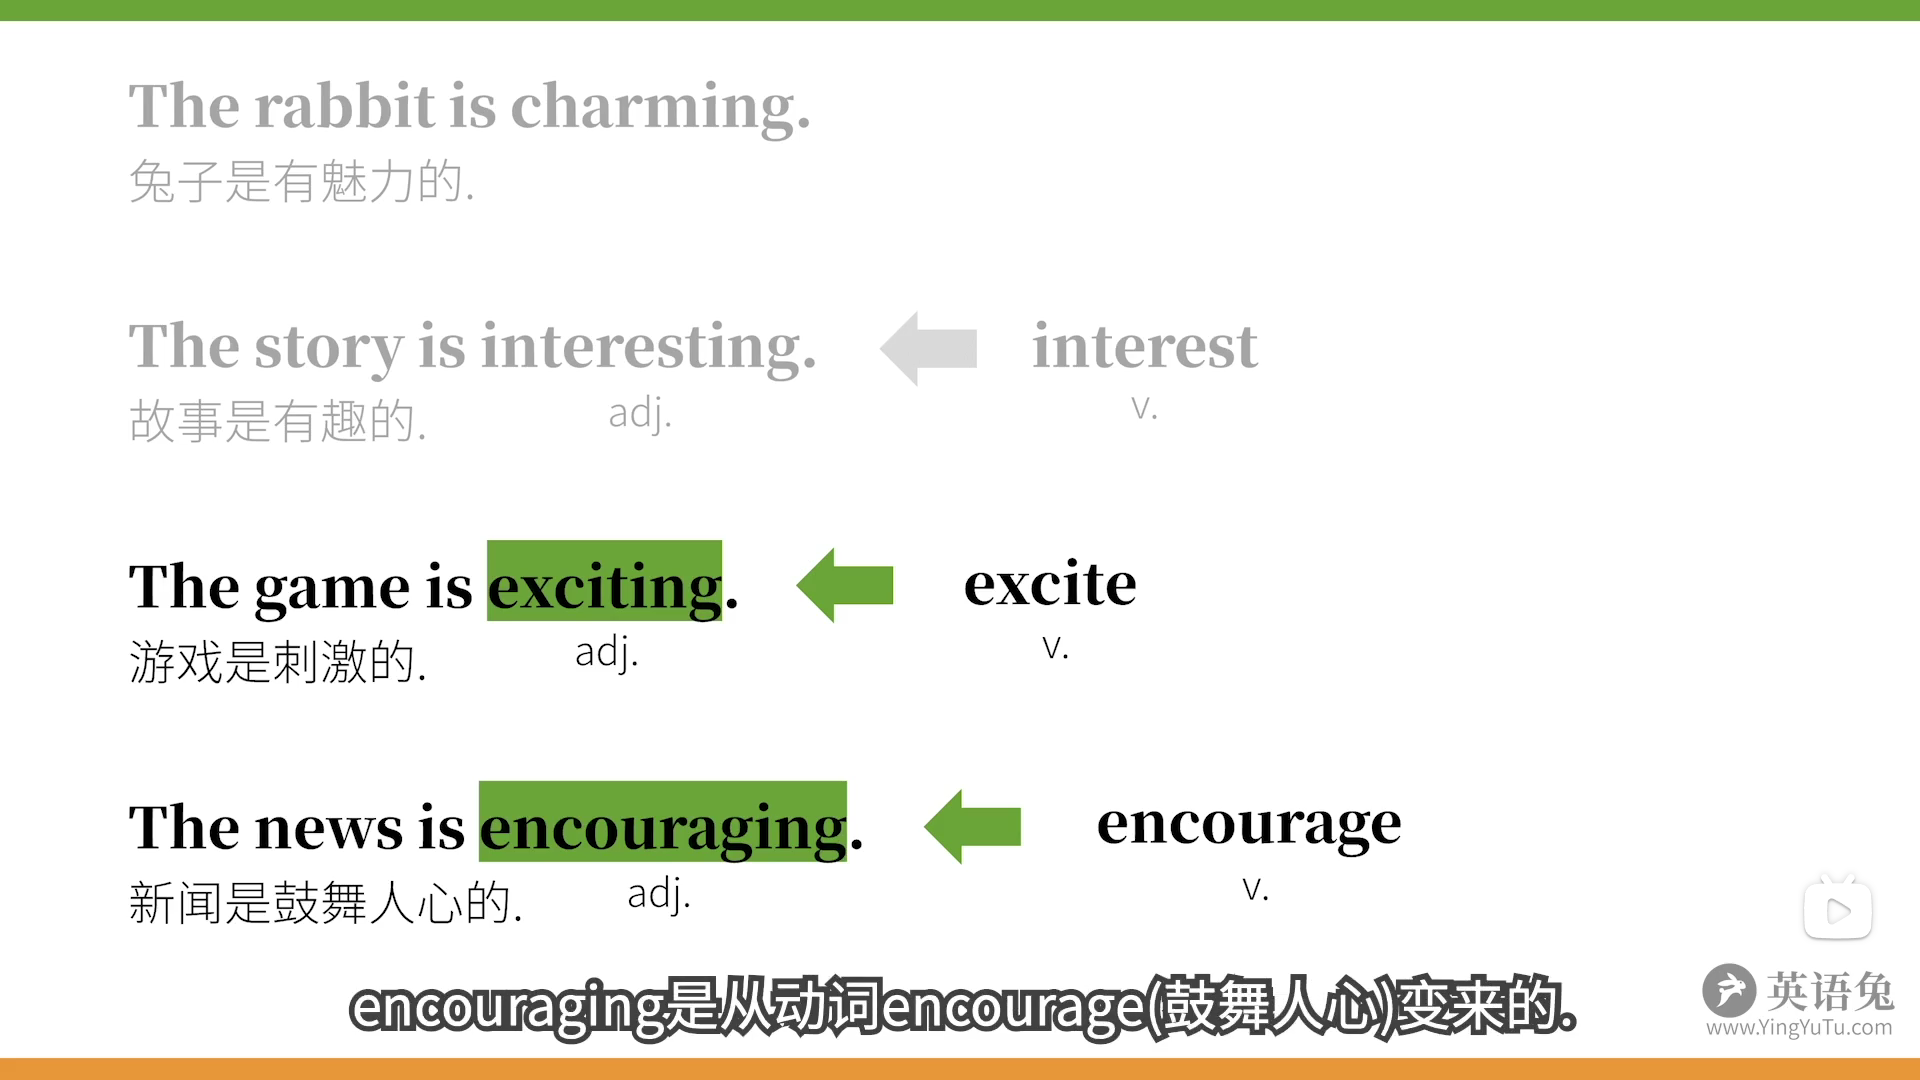 The rabbit is charming.
兔子是有魅力的.
The story is interesting. interest
故事是有趣的. adj. v.
The game is exciting. excite
游戏是刺激的. adj. v.
The news is encouraging. encourage
新闻是鼓舞人心的. adj. v.
encouraging是从动词encourage(鼓舞人心)变来的.
英语兔
www.YingYuTu.com